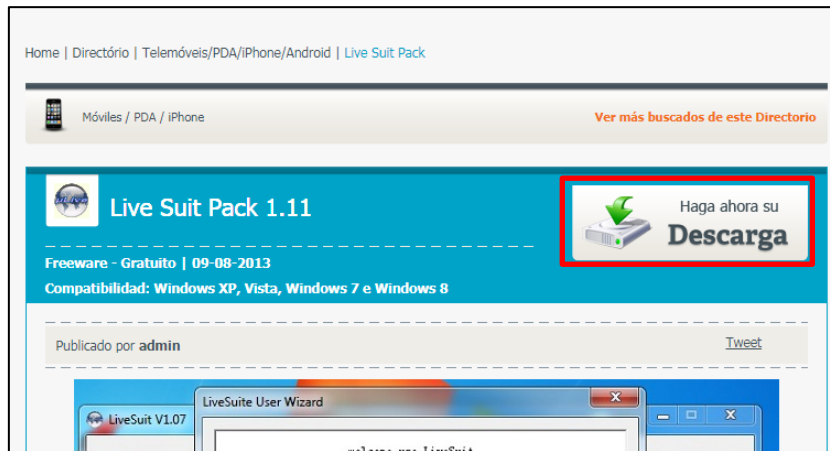 Home | Directório | Telemóveis/PDA/iPhone/Android | Live Suit Pack
Móviles / PDA / iPhone
Ver más buscados de este Directorio
Live Suit Pack 1.11
Haga ahora su
Descarga
Freeware - Gratuito | 09-08-2013
Compatibilidad: Windows XP, Vista, Windows 7 e Windows 8
Publicado por admin
Tweet
LiveSuite User Wizard
LiveSuit V1.07